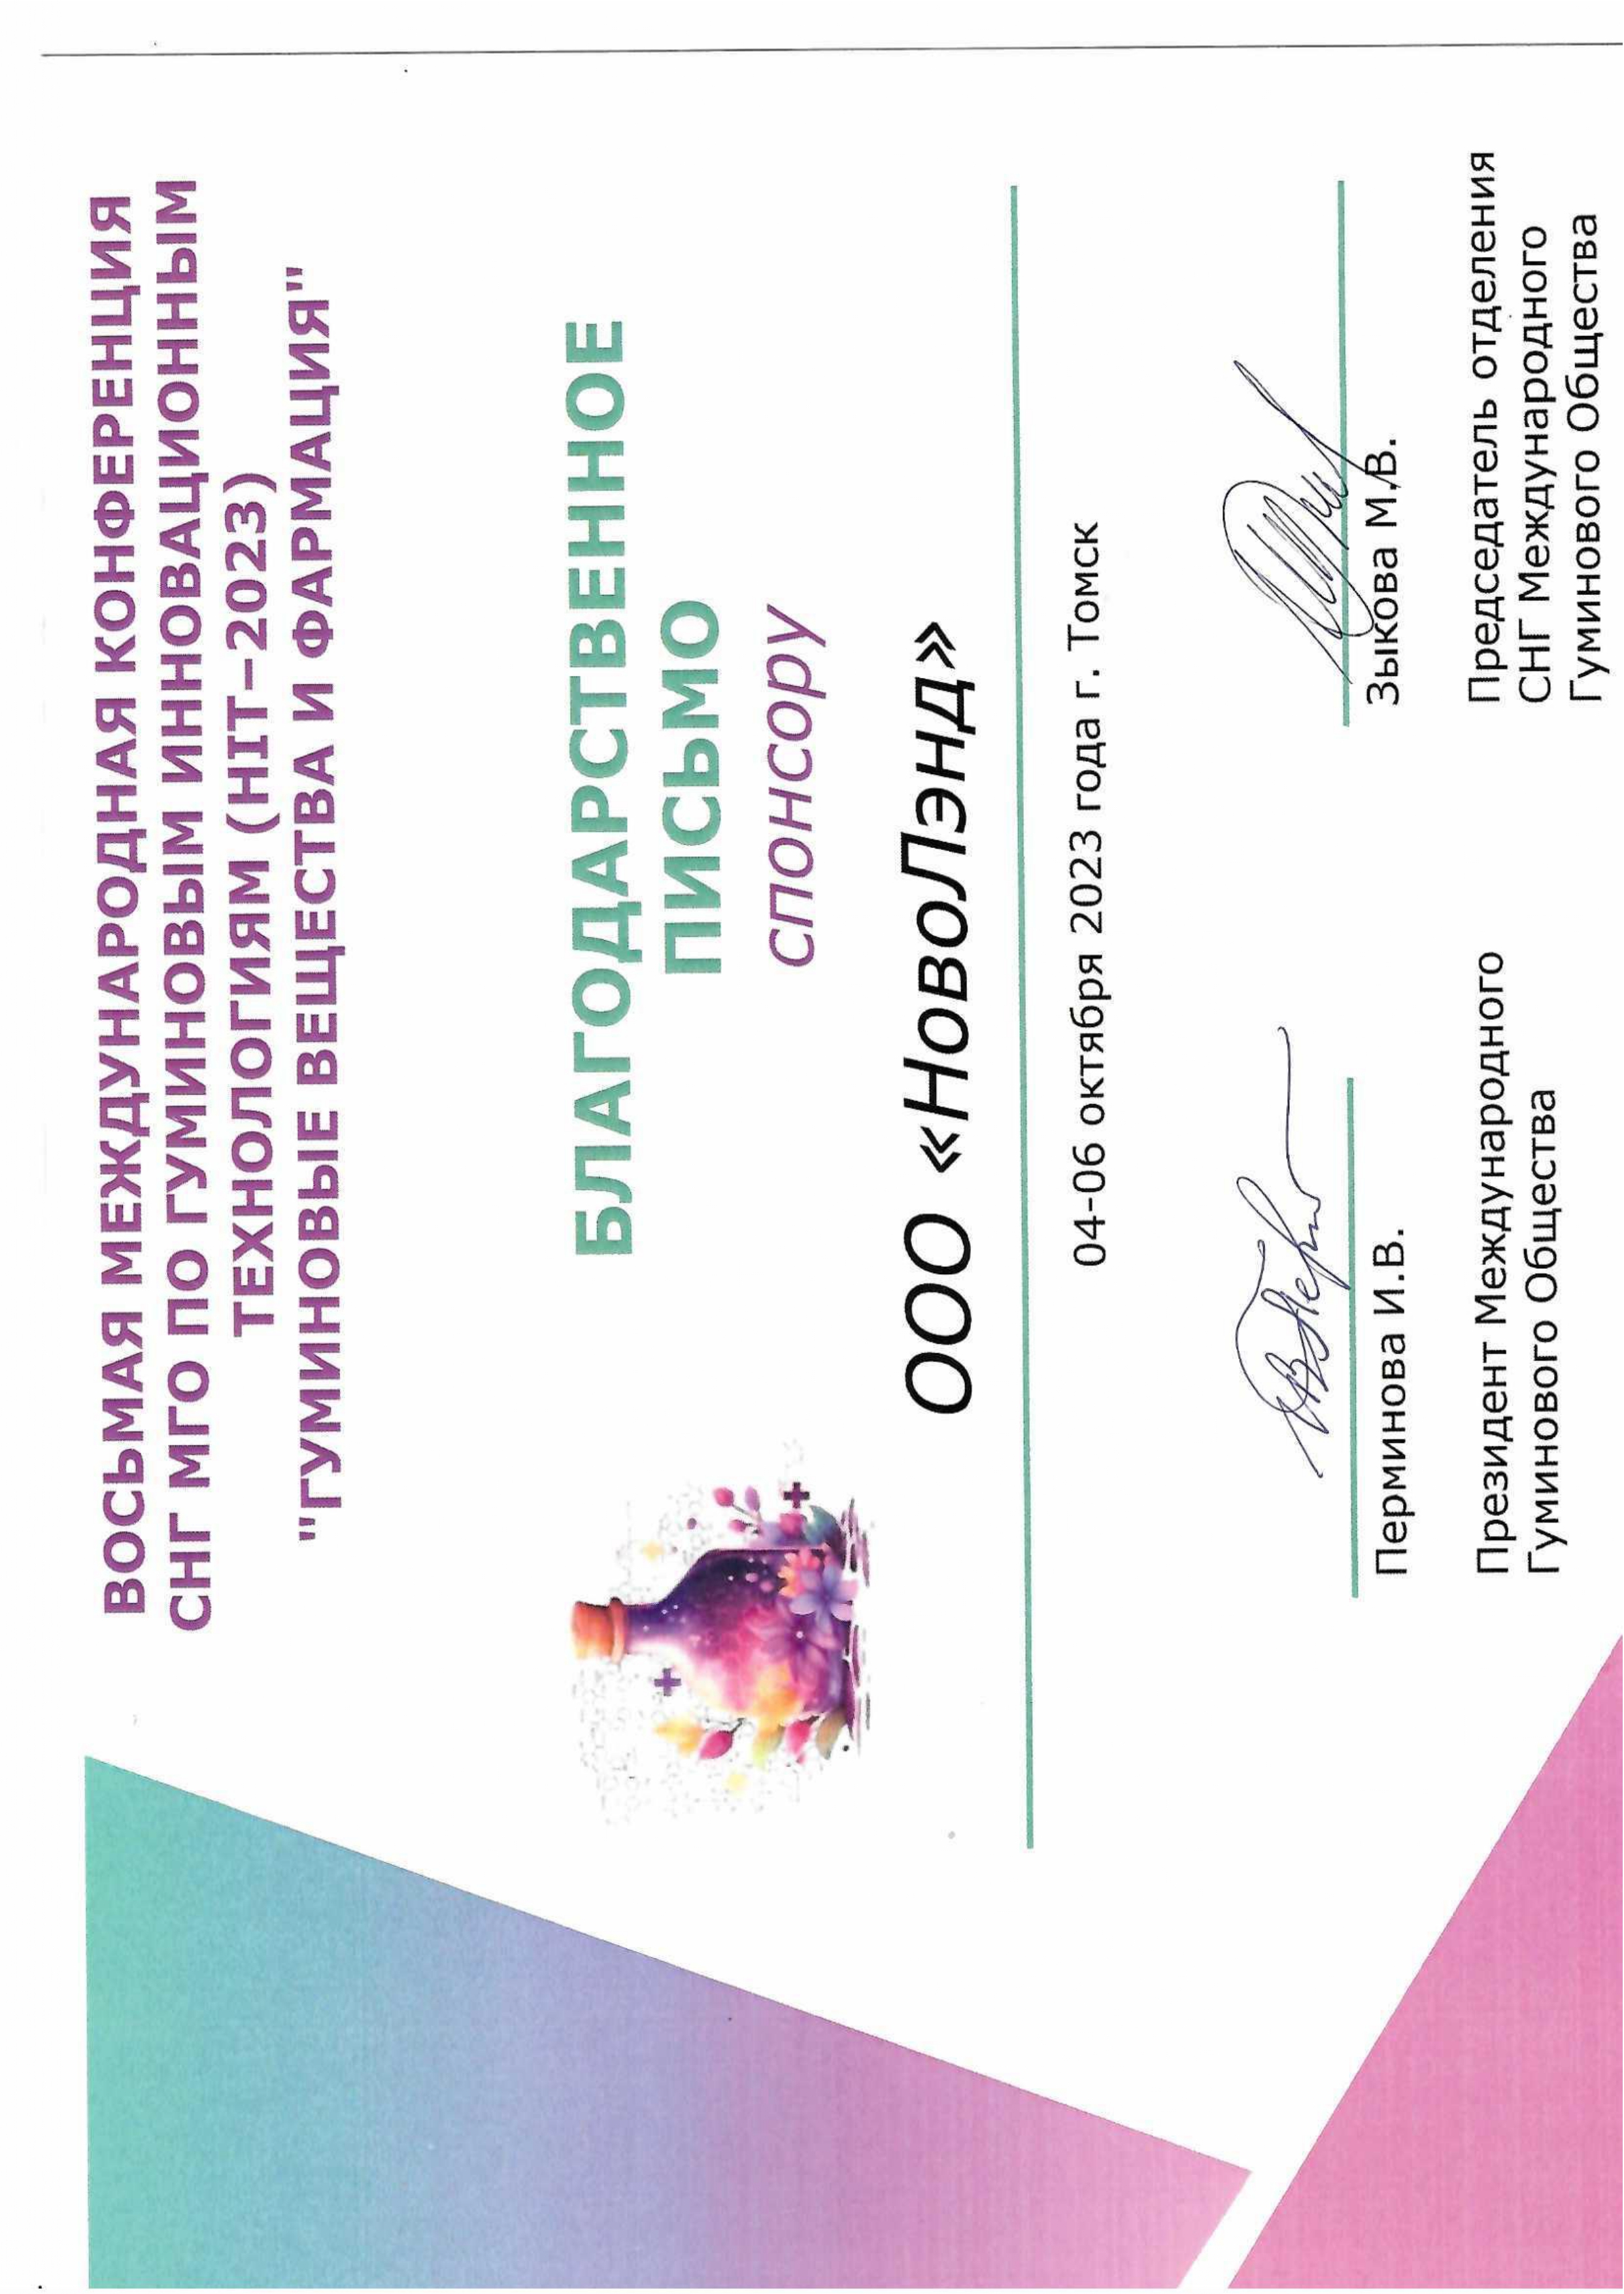 ВОСЬМАЯ МЕЖДУНАРОДНАЯ КОНФЕРЕНЦИЯ
СНГ МГО ПО ГУМИНОВЫМ ИННОВАЦИОННЫМ
ТЕХНОЛОГИЯМ (HIT–2023)
"ГУМИНОВЫЕ ВЕЩЕСТВА И ФАРМАЦИЯ"
БЛАГОДАРСТВЕННОЕ
ПИСЬМО
спонсору
ООО «НовоЛэнд»
04-06 октября 2023 года г. Томск
Перминова И.В.
Президент Международного
Гуминового Общества
Зыкова М.В.
Председатель отделения
СНГ Международного
Гуминового Общества